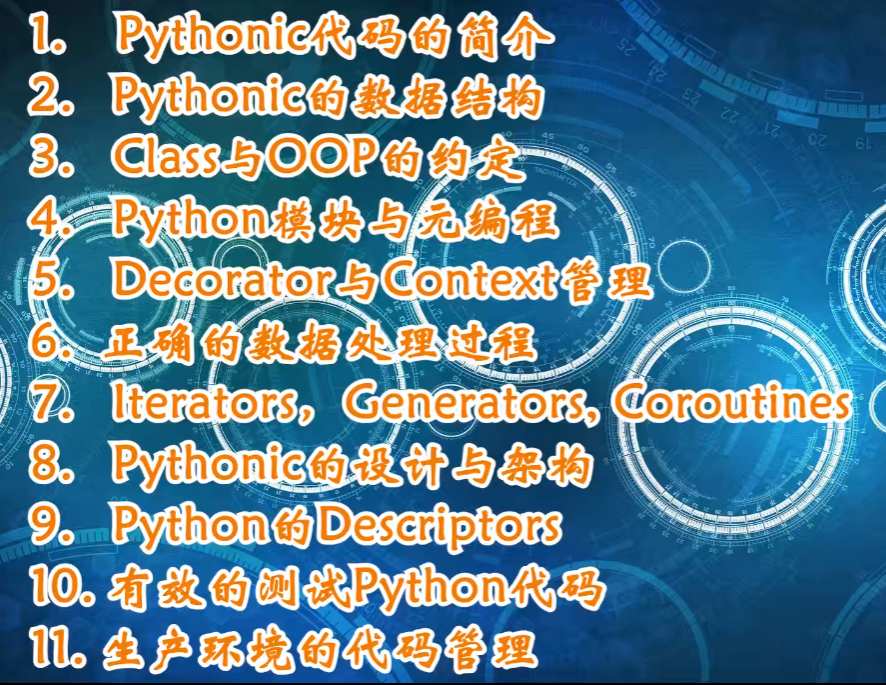 1. Pythonic代码的简介
2. Pythonic的数据结构
3. Class与OOP的约定
4. Python模块与元编程
5. Decorator与Context管理
6. 正确的数据处理过程
7. Iterators，Generators, Coroutines
8. Pythonic的设计与架构
9. Python的Descriptors
10. 有效的测试Python代码
11. 生产环境的代码管理